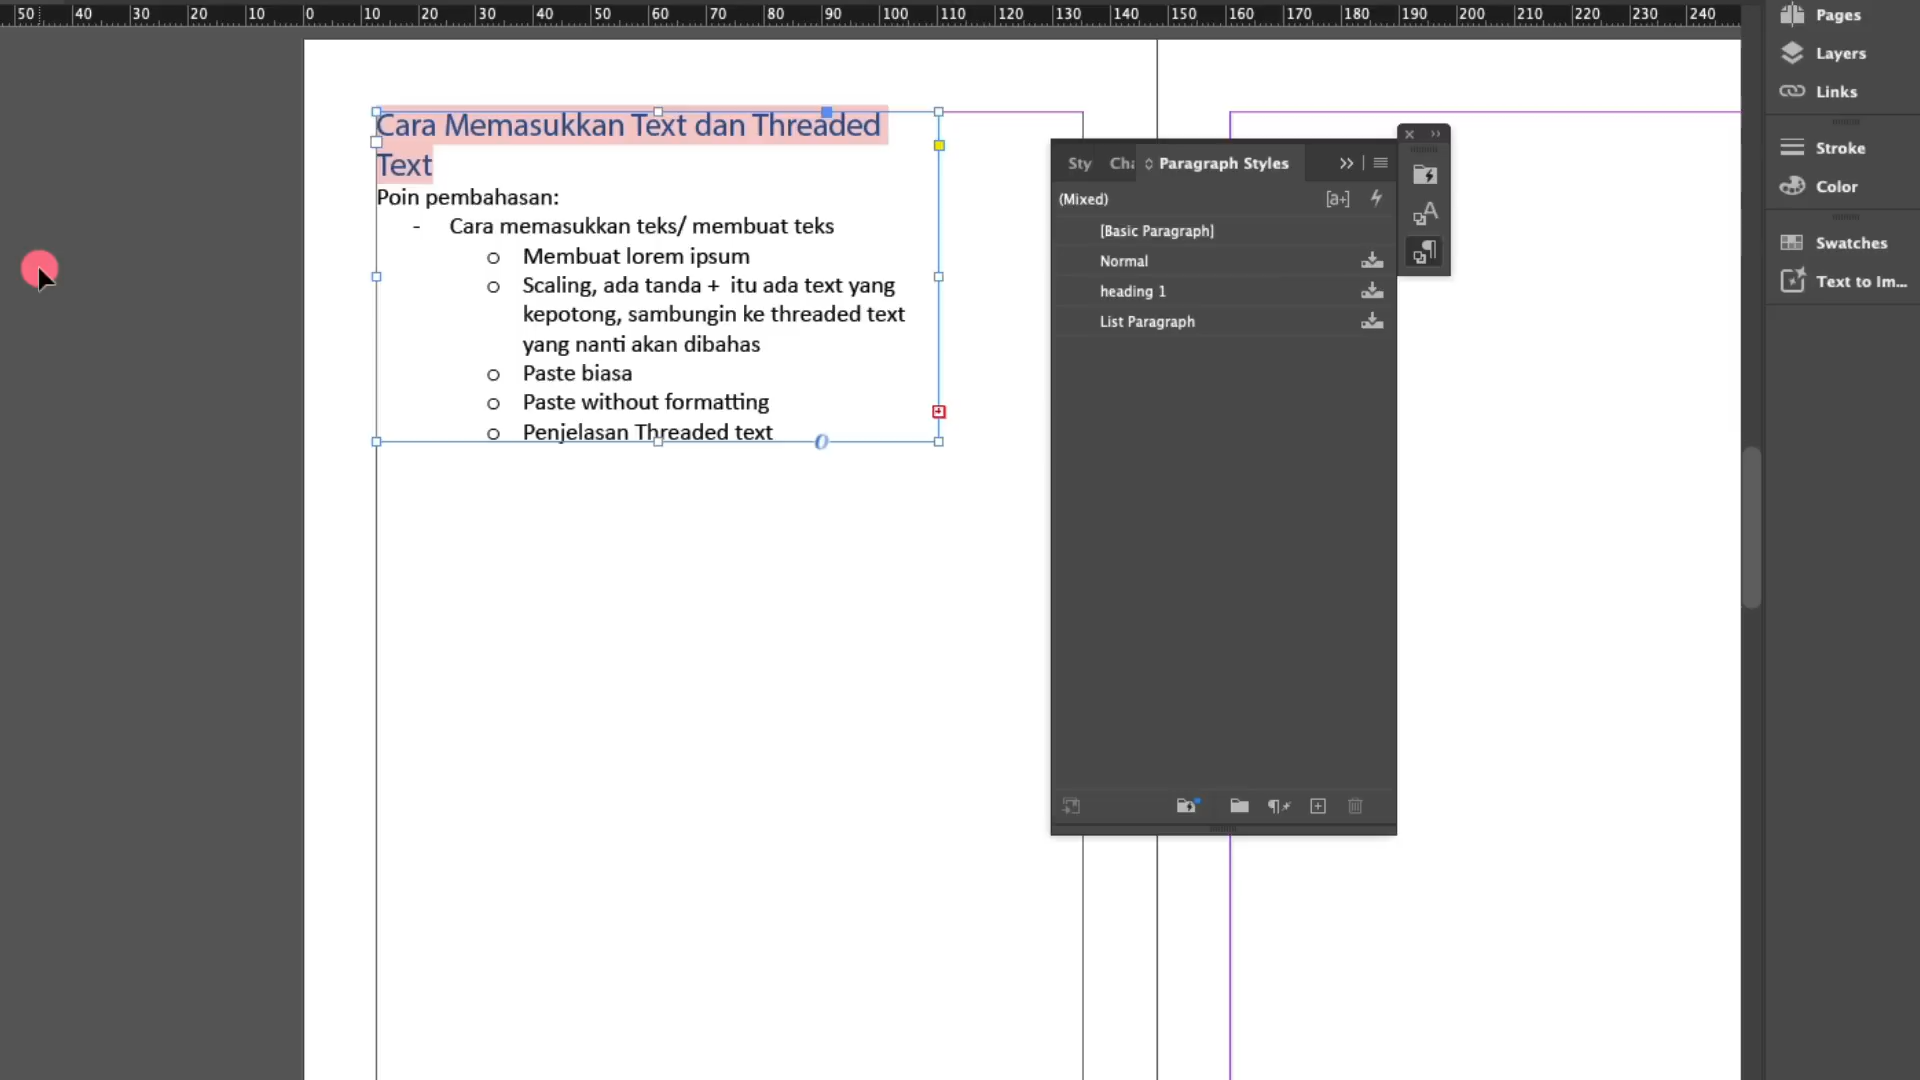 50 40 30 20 10 0 10 20 30 40 50 60 70 80 90 100 110 120 130 140 150 160 170 180 190 200 210 220 230 240
Cara Memasukkan Text dan Threaded
Text
Poin pembahasan:
- Cara memasukkan teks/ membuat teks
o Membuat lorem ipsum
o Scaling, ada tanda + itu ada text yang
kepotong, sambungin ke threaded text
yang nanti akan dibahas
o Paste biasa
o Paste without formatting
o Penjelasan Threaded text
Sty Cha Paragraph Styles
(Mixed) [a+]
[Basic Paragraph]
Normal
heading 1
List Paragraph
Pages
Layers
Links
Stroke
Color
Swatches
Text to Im...